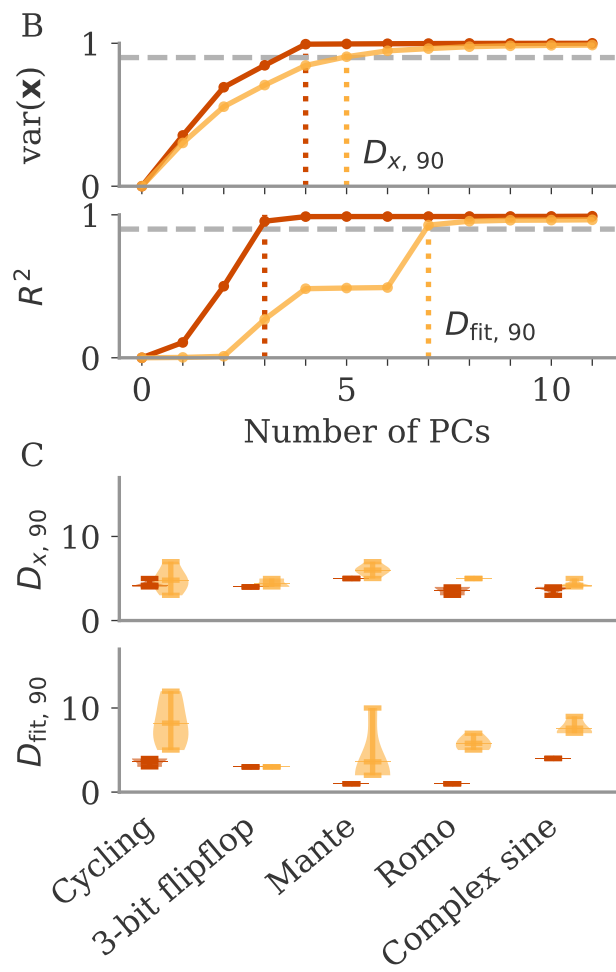 B
1
var(x)
0
D_x, 90
1
R²
0
D_fit, 90
0 5 10
Number of PCs
C
10
D_x, 90
0
10
D_fit, 90
0
Cycling
3-bit flipflop
Mante
Romo
Complex sine